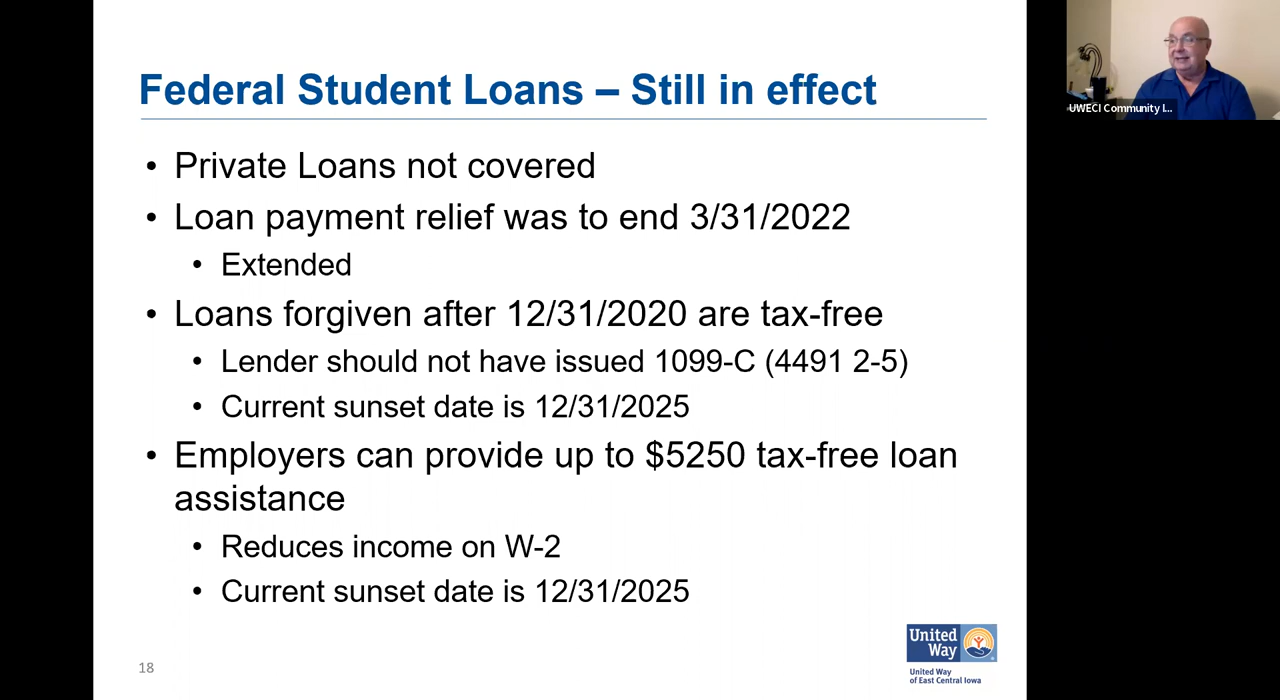 Federal Student Loans – Still in effect
• Private Loans not covered
• Loan payment relief was to end 3/31/2022
• Extended
• Loans forgiven after 12/31/2020 are tax-free
• Lender should not have issued 1099-C (4491 2-5)
• Current sunset date is 12/31/2025
• Employers can provide up to $5250 tax-free loan
assistance
• Reduces income on W-2
• Current sunset date is 12/31/2025
18
United
Way
United Way
of East Central Iowa
UWECI Community I...